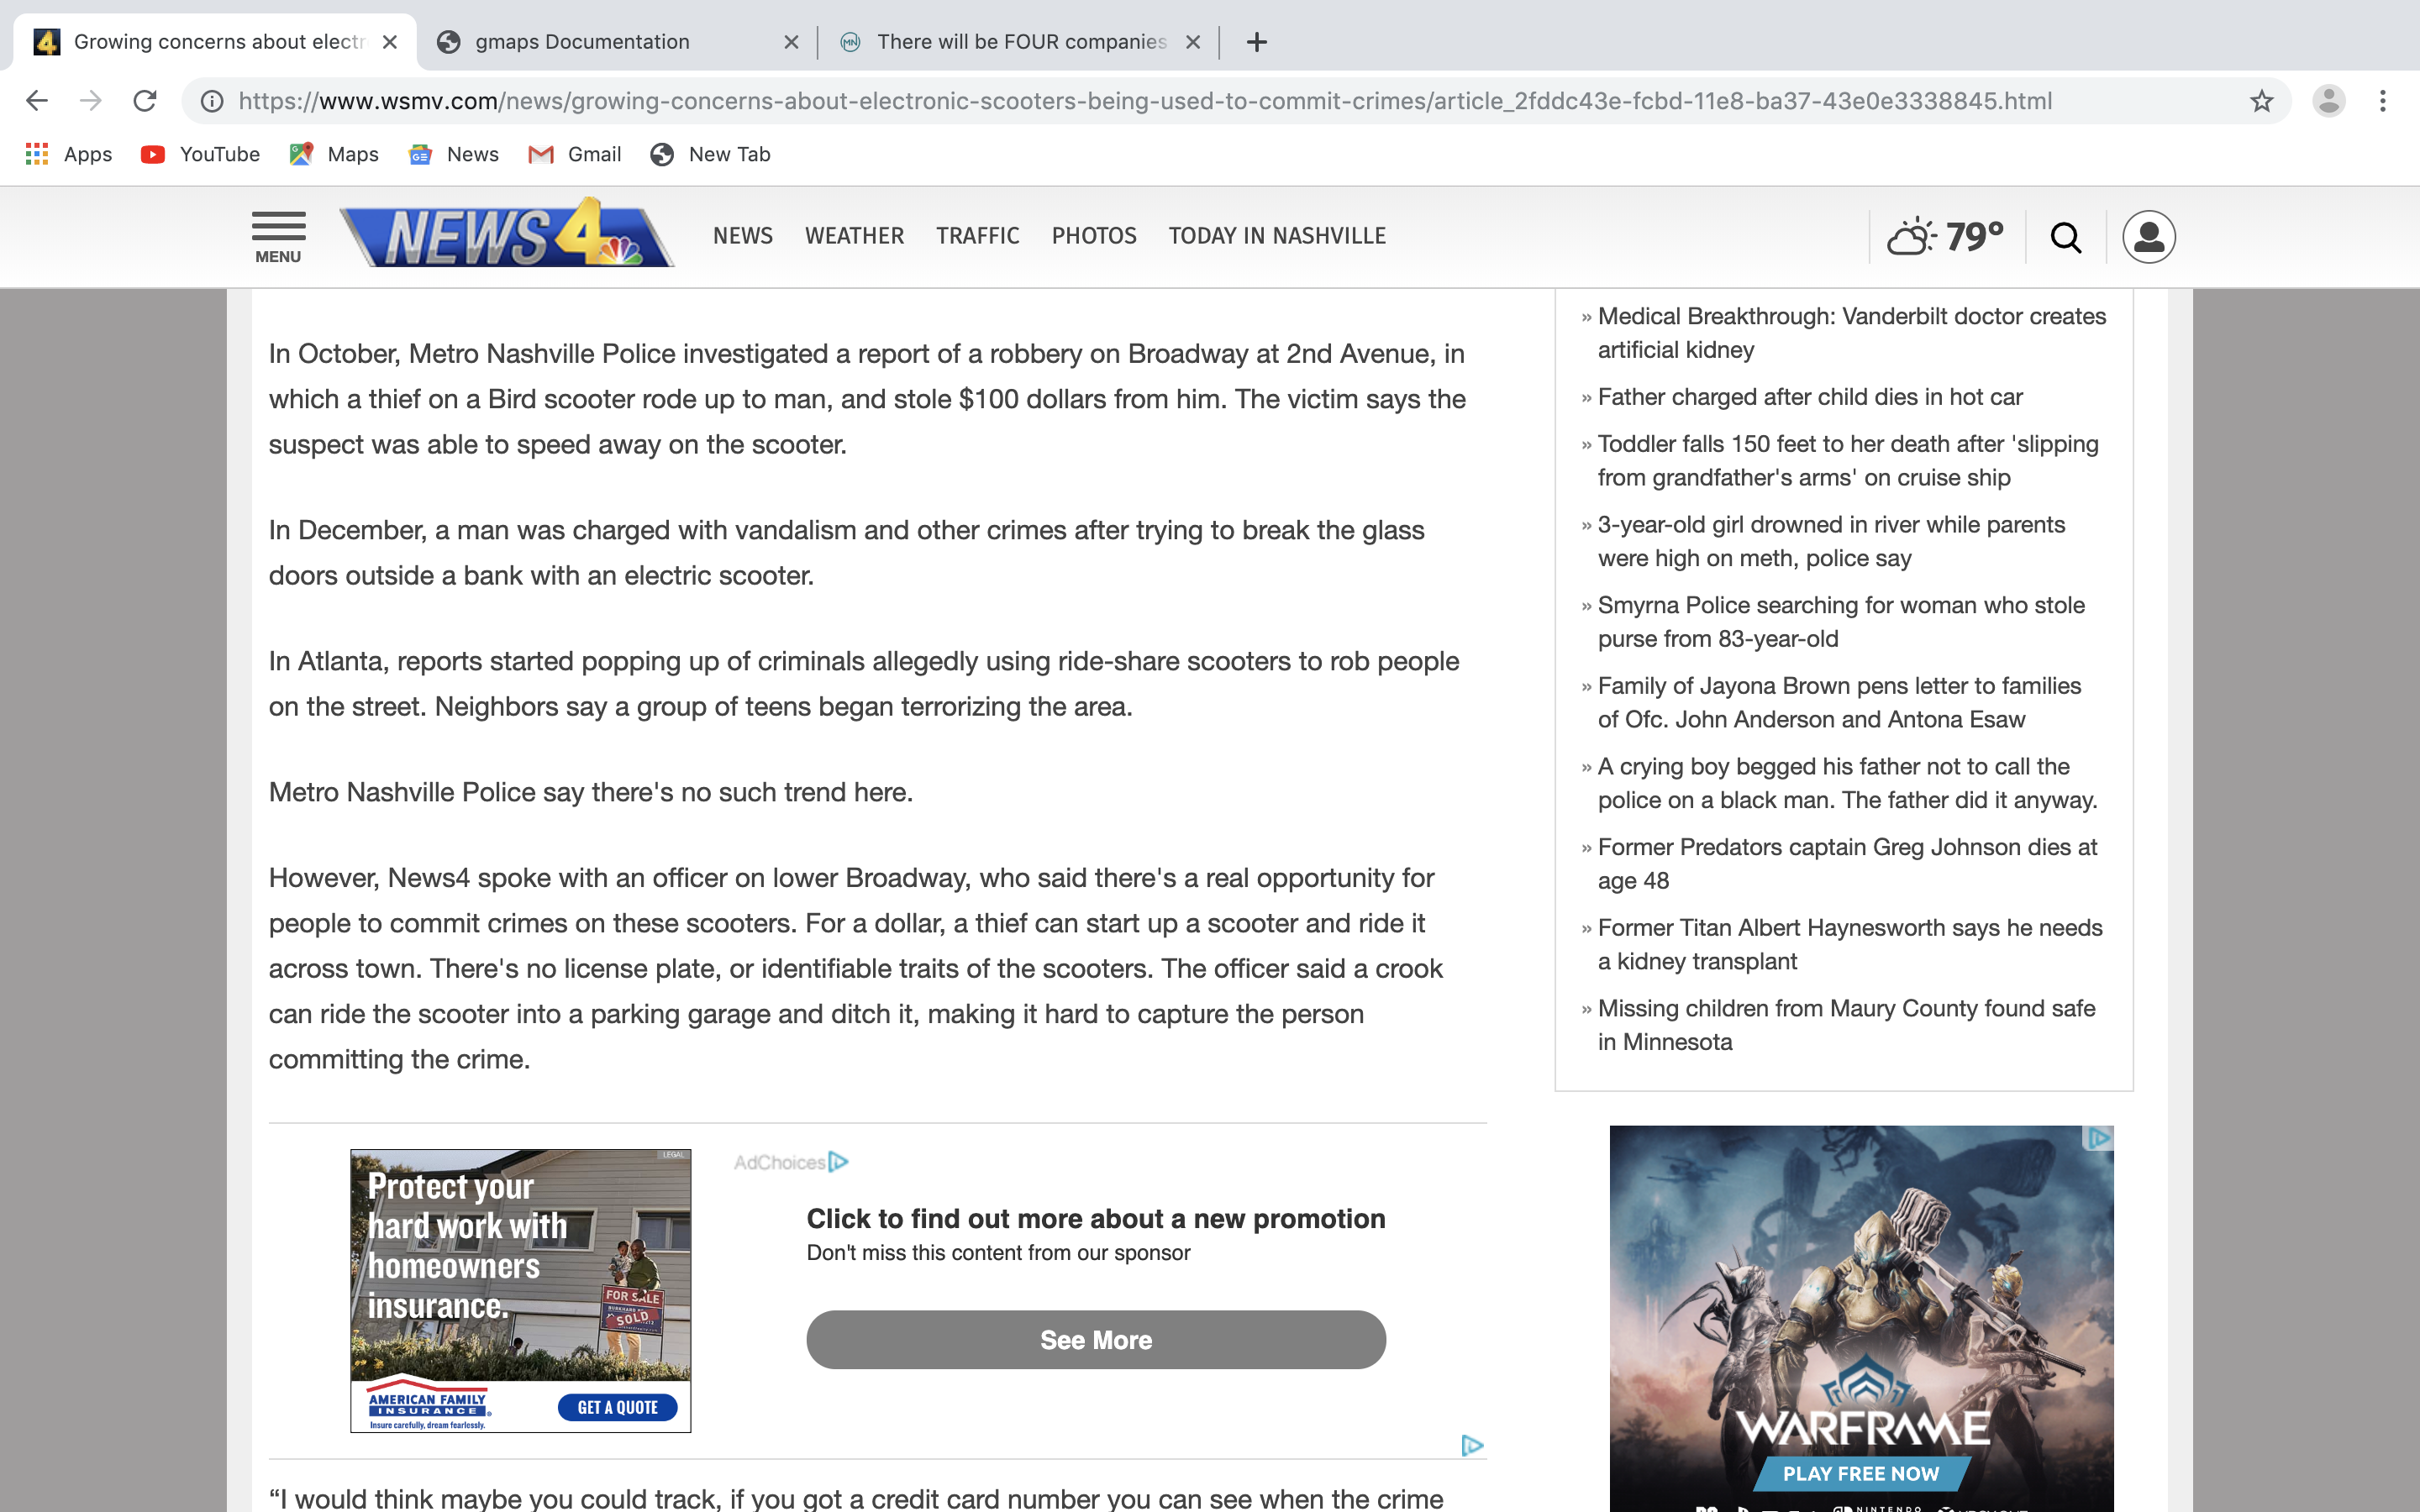 Growing concerns about electr
gmaps Documentation
There will be FOUR companies
https://www.wsmv.com/news/growing-concerns-about-electronic-scooters-being-used-to-commit-crimes/article_2fddc43e-fcbd-11e8-ba37-43e0e3338845.html
Apps
YouTube
Maps
News
Gmail
New Tab
MENU
NEWS 4
NEWS
WEATHER
TRAFFIC
PHOTOS
TODAY IN NASHVILLE
79°
In October, Metro Nashville Police investigated a report of a robbery on Broadway at 2nd Avenue, in
which a thief on a Bird scooter rode up to man, and stole $100 dollars from him. The victim says the
suspect was able to speed away on the scooter.
In December, a man was charged with vandalism and other crimes after trying to break the glass
doors outside a bank with an electric scooter.
In Atlanta, reports started popping up of criminals allegedly using ride-share scooters to rob people
on the street. Neighbors say a group of teens began terrorizing the area.
Metro Nashville Police say there's no such trend here.
However, News4 spoke with an officer on lower Broadway, who said there's a real opportunity for
people to commit crimes on these scooters. For a dollar, a thief can start up a scooter and ride it
across town. There's no license plate, or identifiable traits of the scooters. The officer said a crook
can ride the scooter into a parking garage and ditch it, making it hard to capture the person
committing the crime.
LEGAL
Protect your
hard work with
homeowners
insurance.
FOR SALE
SOLD
AMERICAN FAMILY
INSURANCE
Insure carefully, dream fearlessly.
GET A QUOTE
AdChoices
Click to find out more about a new promotion
Don't miss this content from our sponsor
See More
“I would think maybe you could track, if you got a credit card number you can see when the crime
» Medical Breakthrough: Vanderbilt doctor creates
artificial kidney
» Father charged after child dies in hot car
» Toddler falls 150 feet to her death after 'slipping
from grandfather's arms' on cruise ship
» 3-year-old girl drowned in river while parents
were high on meth, police say
» Smyrna Police searching for woman who stole
purse from 83-year-old
» Family of Jayona Brown pens letter to families
of Ofc. John Anderson and Antona Esaw
» A crying boy begged his father not to call the
police on a black man. The father did it anyway.
» Former Predators captain Greg Johnson dies at
age 48
» Former Titan Albert Haynesworth says he needs
a kidney transplant
» Missing children from Maury County found safe
in Minnesota
WARFRAME
PLAY FREE NOW
NINTENDO